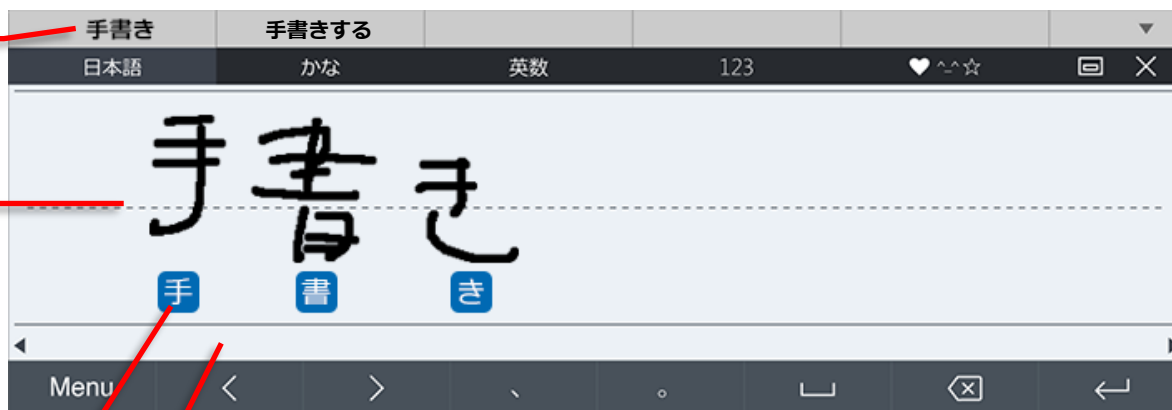 手書き 手書きする
日本語 かな 英数 123 ♥ ^-^ ☆
手書き
手 書 き
Menu 、 。